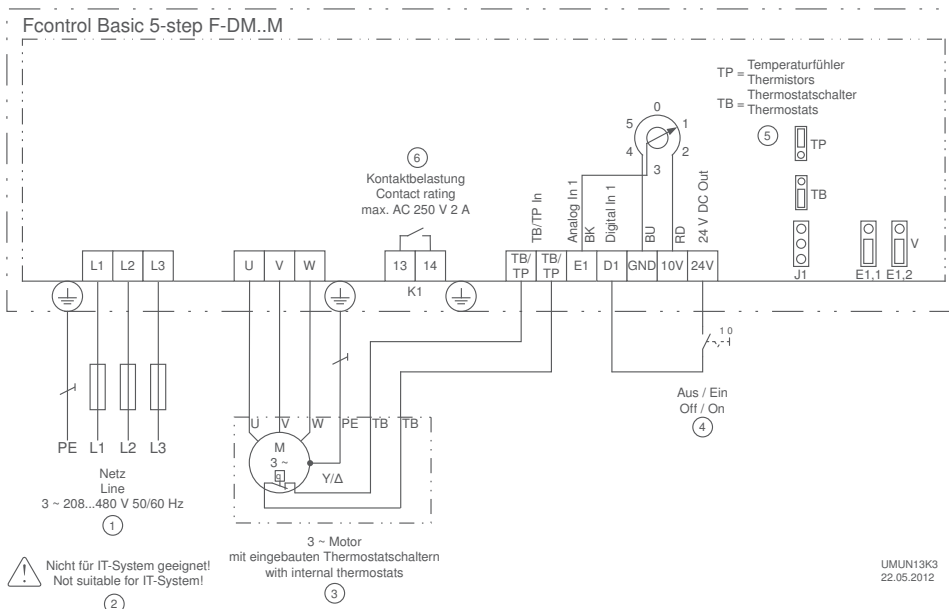 Fcontrol Basic 5-step F-DM..M
TP = Temperaturfühler
Thermistors
TB = Thermostatschalter
Thermostats
5
0
1
2
3
4
5
TP
TB
J1
E1,1
E1,2
V
6
Kontaktbelastung
Contact rating
max. AC 250 V 2 A
TB/TP In
Analog In 1
BK
Digital In 1
BU
RD
24 V DC Out
L1 L2 L3
U V W
13 14
K1
TB/ TB/ E1 D1 GND 10V 24V
TP TP
1 0
Aus / Ein
Off / On
4
PE L1 L2 L3
Netz
Line
3 ~ 208...480 V 50/60 Hz
1
U V W PE TB TB
M
3 ~
Y/Δ
3 ~ Motor
mit eingebauten Thermostatschaltern
with internal thermostats
3
Nicht für IT-System geeignet!
Not suitable for IT-System!
2
UMUN13K3
22.05.2012